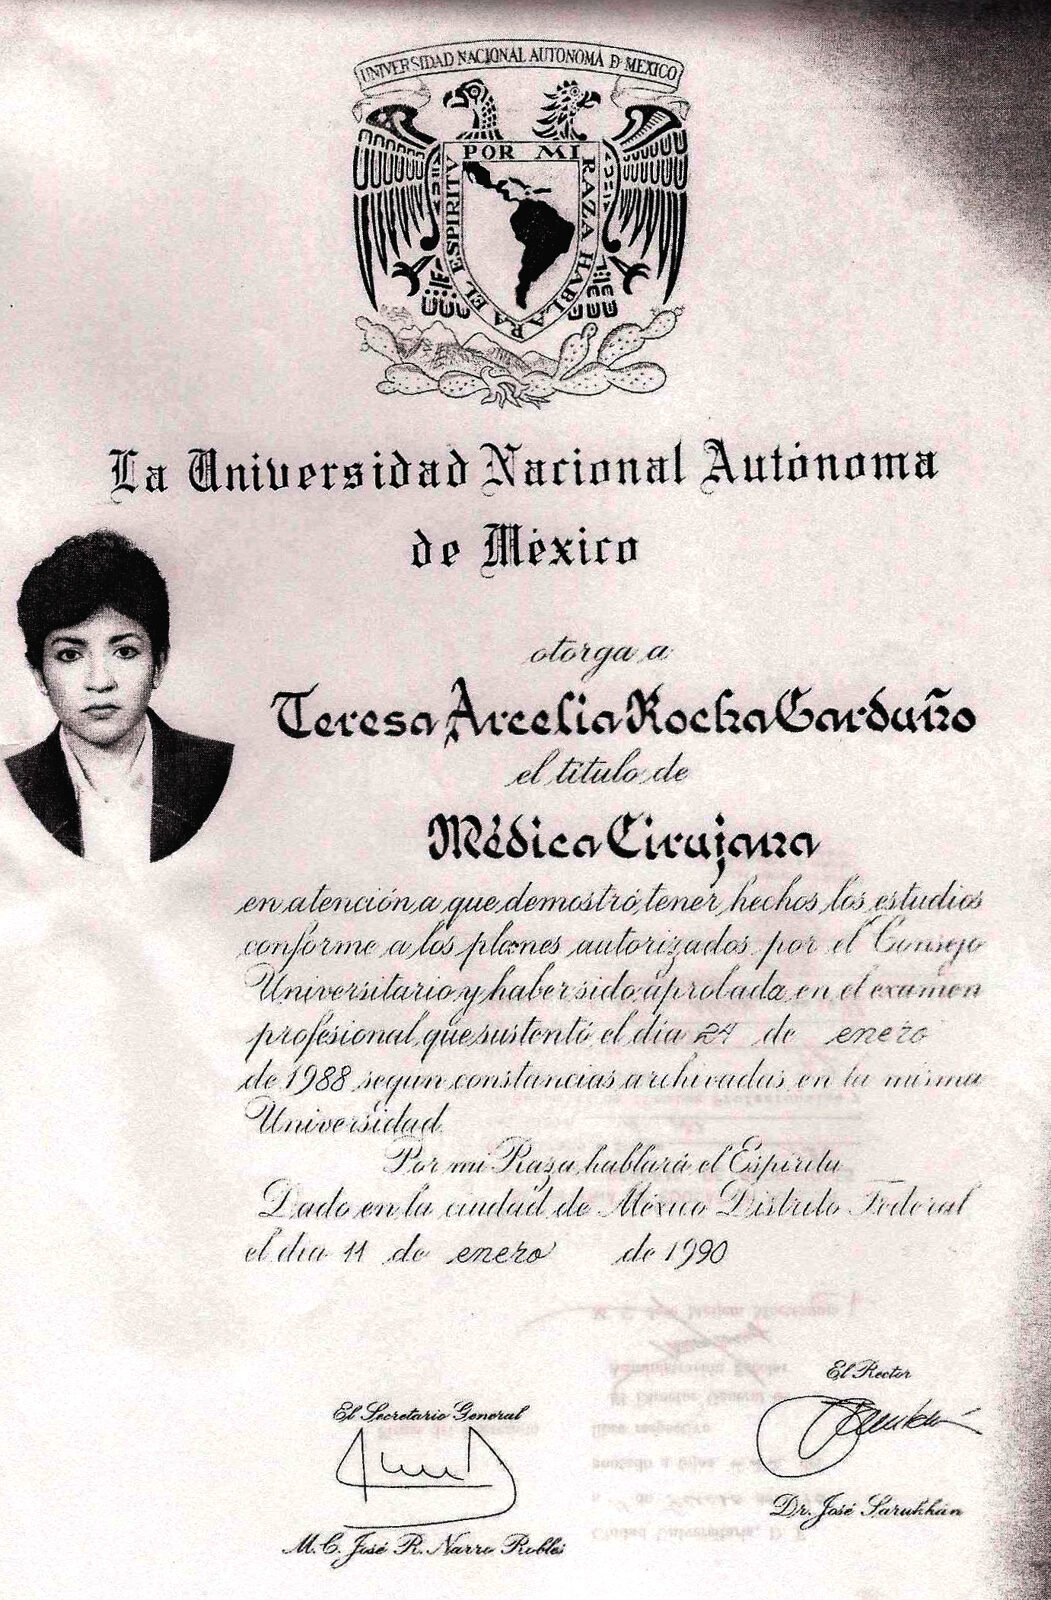 UNIVERSIDAD NACIONAL AUTONOMA D MEXICO
POR MI RAZA HABLARA EL ESPIRITU
La Universidad Nacional Autónoma
de México
otorga a
Teresa Arcelia Rocha Garduño
el título de
Médica Cirujana
en atención a que demostró tener hechos los estudios
conforme a los planes autorizados por el Consejo
Universitario y haber sido aprobada en el examen
profesional que sustentó el día 24 de enero
de 1988 según constancias archivadas en la misma
Universidad
Por mi Raza hablará el Espíritu
Dado en la ciudad de México Distrito Federal
el día 11 de enero de 1990
El Rector
El Secretario General
Dr. José Sarukhán
M.C. José R. Narro Robles